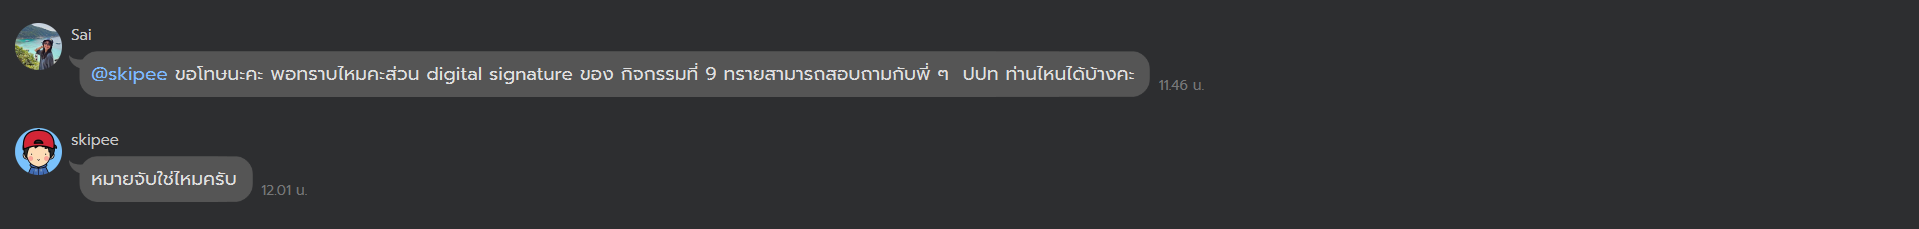 Sai
@skipee ขอโทษนะคะ พอทราบไหมคะส่วน digital signature ของ กิจกรรมที่ 9 ทรายสามารถสอบถามกับพี่ ๆ  ปปท ท่านไหนได้บ้างคะ
11.46 น.
skipee
หมายจับใช่ไหมครับ
12.01 น.